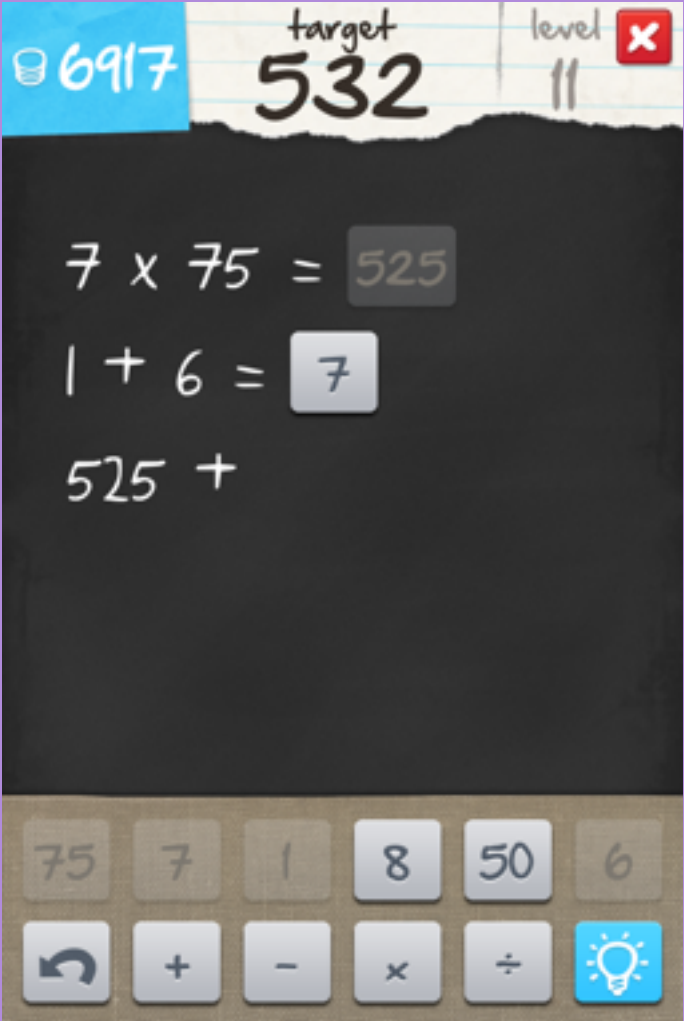 6917
target
532
level
11
7 x 75 = 525
1 + 6 = 7
525 +
75 7 1 8 50 6
+ - x ÷